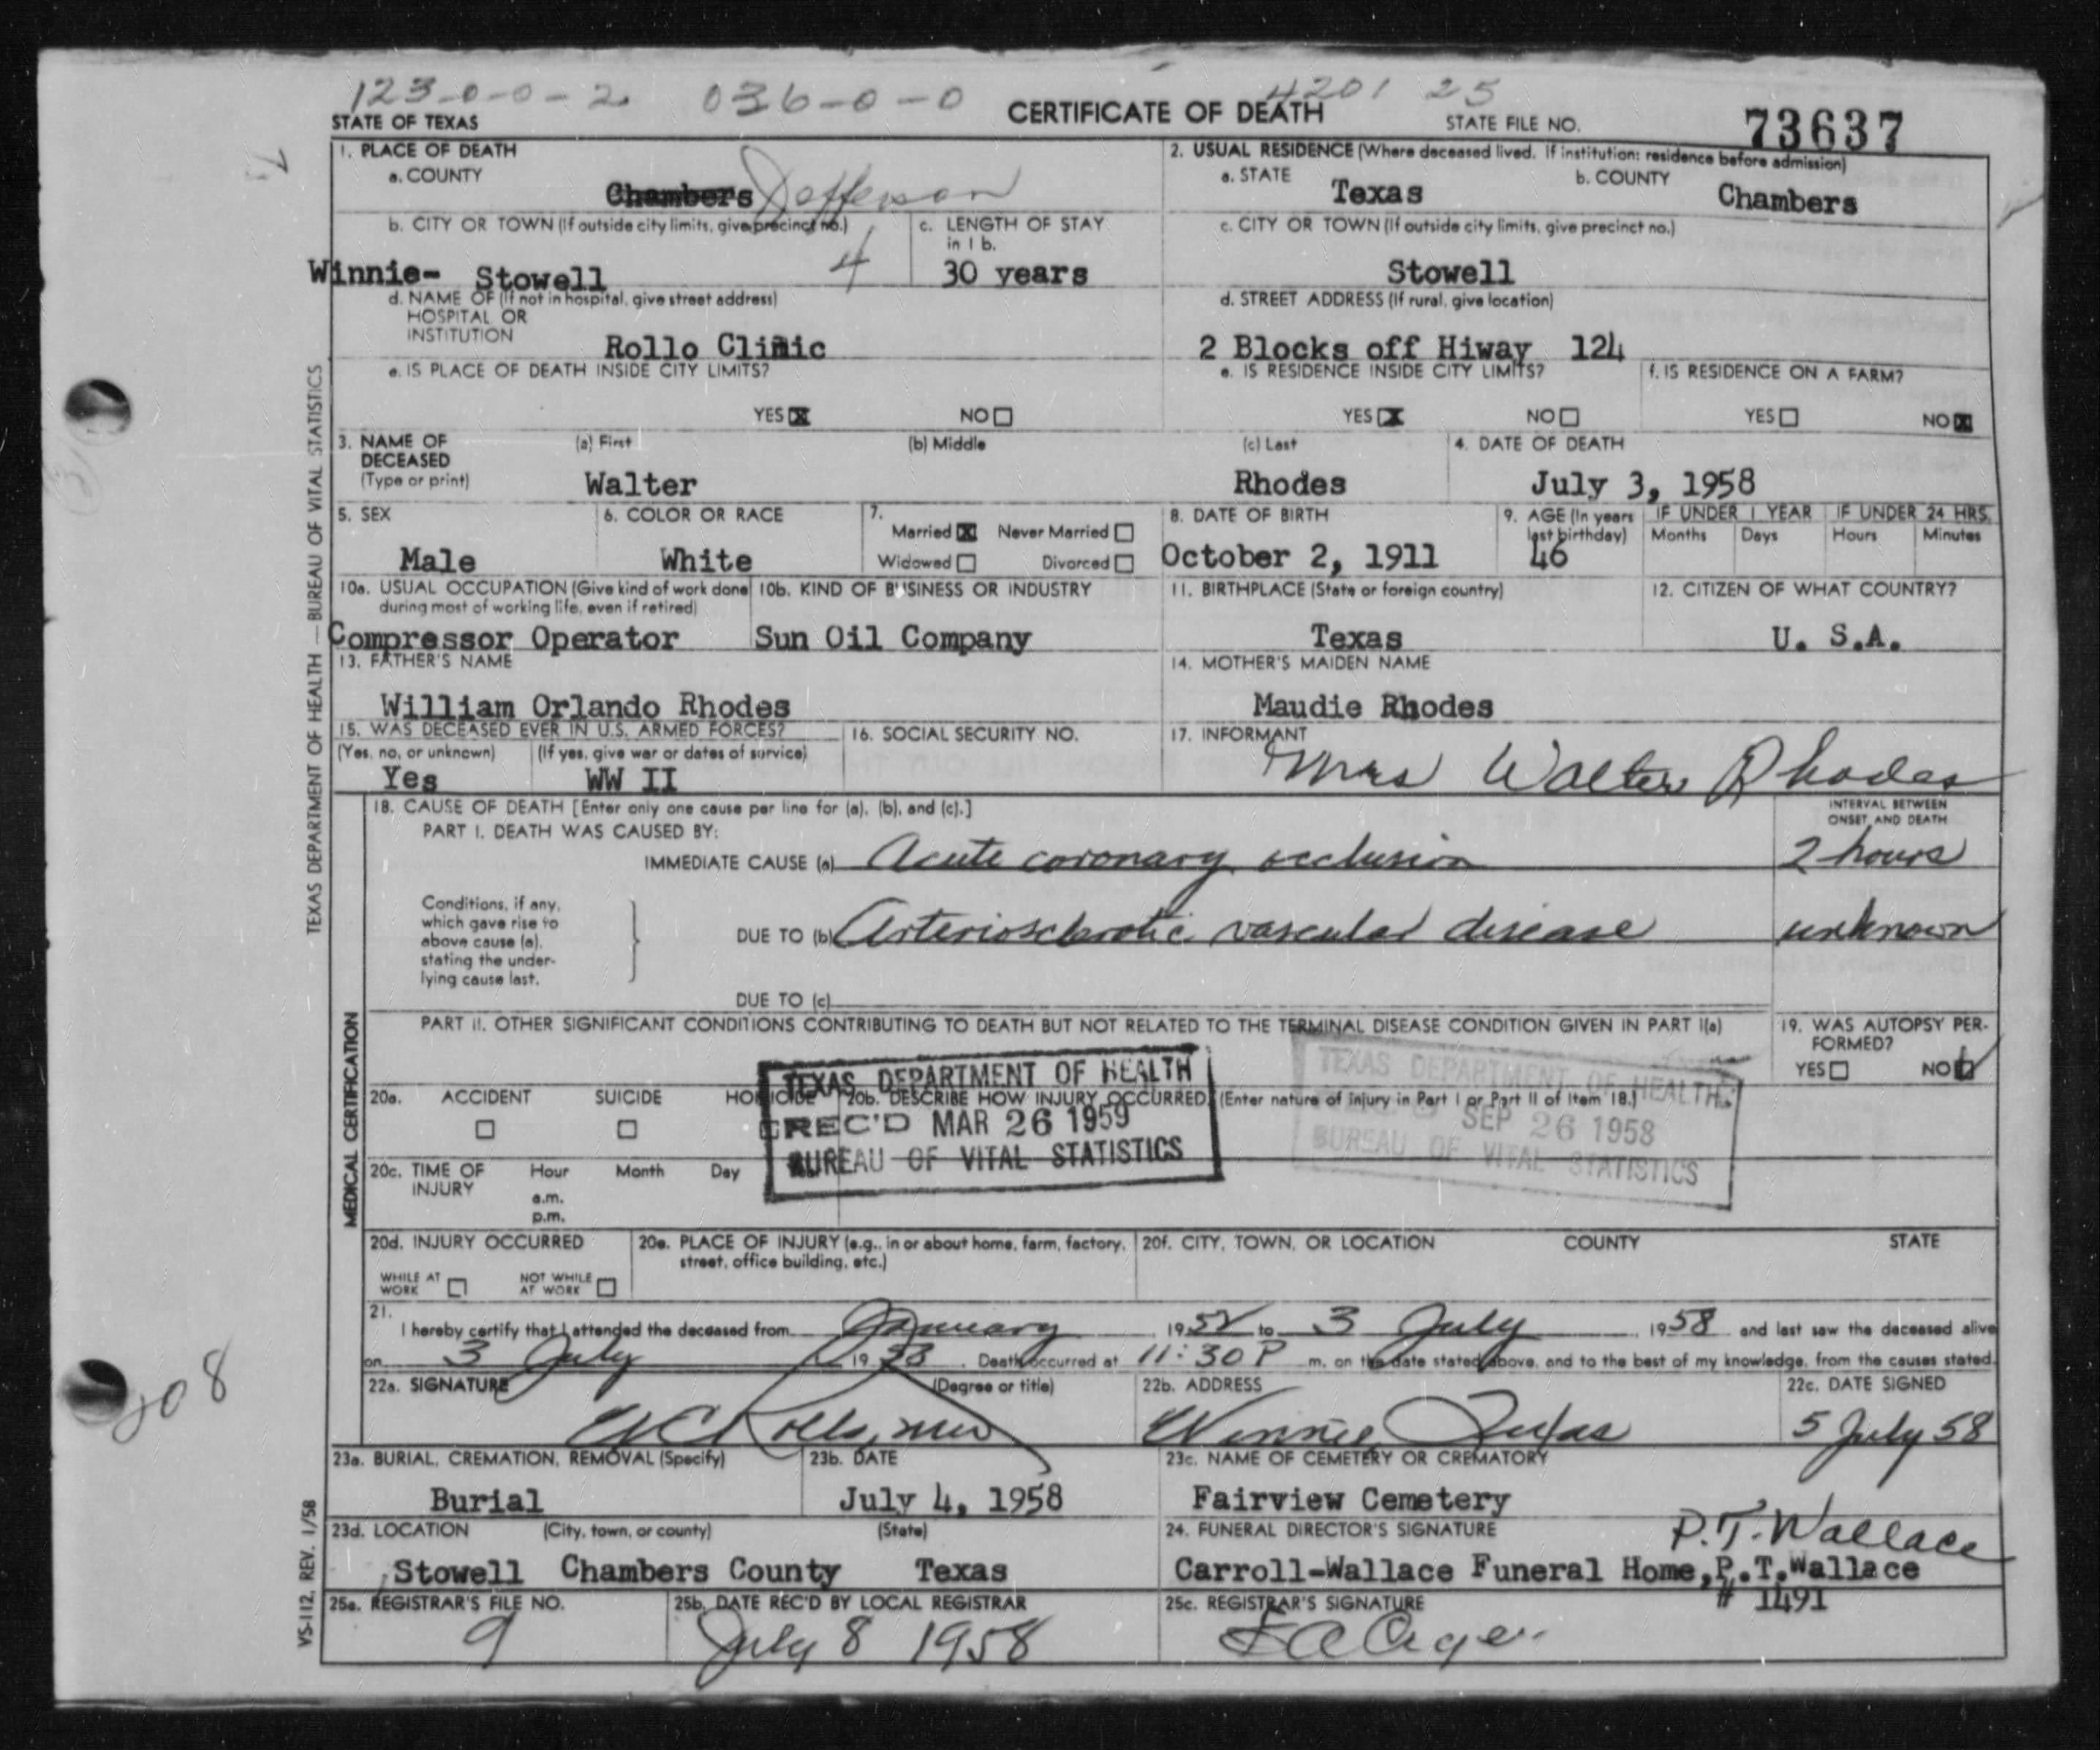 123-0-0-2 036-0-0 4201 25
STATE OF TEXAS CERTIFICATE OF DEATH STATE FILE NO. 73637
1. PLACE OF DEATH
a. COUNTY
Chambers Jefferson
2. USUAL RESIDENCE (Where deceased lived. If institution: residence before admission)
a. STATE Texas b. COUNTY Chambers
b. CITY OR TOWN (If outside city limits, give precinct no.)
Winnie- Stowell 4
c. LENGTH OF STAY in 1 b.
30 years
c. CITY OR TOWN (If outside city limits, give precinct no.)
Stowell
d. NAME OF (If not in hospital, give street address)
HOSPITAL OR
INSTITUTION
Rollo Clinic
d. STREET ADDRESS (If rural, give location)
2 Blocks off Hiway 124
e. IS PLACE OF DEATH INSIDE CITY LIMITS?
YES X NO
e. IS RESIDENCE INSIDE CITY LIMITS?
YES X NO
f. IS RESIDENCE ON A FARM?
YES NO X
3. NAME OF
DECEASED
(Type or print)
(a) First (b) Middle (c) Last
Walter Rhodes
4. DATE OF DEATH
July 3, 1958
5. SEX
Male
6. COLOR OR RACE
White
7.
Married X Never Married
Widowed Divorced
8. DATE OF BIRTH
October 2, 1911
9. AGE (In years
last birthday)
46
IF UNDER 1 YEAR IF UNDER 24 HRS.
Months Days Hours Minutes
10a. USUAL OCCUPATION (Give kind of work done
during most of working life, even if retired)
Compressor Operator
10b. KIND OF BUSINESS OR INDUSTRY
Sun Oil Company
11. BIRTHPLACE (State or foreign country)
Texas
12. CITIZEN OF WHAT COUNTRY?
U. S.A.
13. FATHER'S NAME
William Orlando Rhodes
14. MOTHER'S MAIDEN NAME
Maudie Rhodes
15. WAS DECEASED EVER IN U.S. ARMED FORCES?
(Yes, no, or unknown) (If yes, give war or dates of survice)
Yes WW II
16. SOCIAL SECURITY NO.
17. INFORMANT
Mrs Walter Rhodes
18. CAUSE OF DEATH [Enter only one cause per line for (a), (b), and (c).]
INTERVAL BETWEEN
ONSET AND DEATH
PART I. DEATH WAS CAUSED BY:
IMMEDIATE CAUSE (a) Acute coronary occlusion 2 hours
Conditions, if any,
which gave rise to
above cause (a),
stating the under-
lying cause last.
DUE TO (b) Arteriosclerotic vascular disease unknown
DUE TO (c)
PART II. OTHER SIGNIFICANT CONDITIONS CONTRIBUTING TO DEATH BUT NOT RELATED TO THE TERMINAL DISEASE CONDITION GIVEN IN PART I(a)
19. WAS AUTOPSY PER-
FORMED?
YES NO
TEXAS DEPARTMENT OF HEALTH
REC'D MAR 26 1959
BUREAU OF VITAL STATISTICS
TEXAS DEPARTMENT OF HEALTH
REC'D SEP 26 1958
BUREAU OF VITAL STATISTICS
20a. ACCIDENT SUICIDE HOMICIDE
20b. DESCRIBE HOW INJURY OCCURRED (Enter nature of injury in Part I or Part II of Item 18.)
20c. TIME OF
INJURY
Hour Month Day
a.m.
p.m.
20d. INJURY OCCURRED
WHILE AT
WORK
NOT WHILE
AT WORK
20e. PLACE OF INJURY (e.g., in or about home, farm, factory,
street, office building, etc.)
20f. CITY, TOWN, OR LOCATION COUNTY STATE
21.
I hereby certify that I attended the deceased from January, 1952 to 3 July, 1958 and last saw the deceased alive
on 3 July 1958. Death occurred at 11:30 P m. on the date stated above, and to the best of my knowledge, from the causes stated.
22a. SIGNATURE (Degree or title)
22b. ADDRESS
Winnie Texas
22c. DATE SIGNED
5 July 58
23a. BURIAL, CREMATION, REMOVAL (Specify)
Burial
23b. DATE
July 4, 1958
23c. NAME OF CEMETERY OR CREMATORY
Fairview Cemetery
23d. LOCATION (City, town, or county) (State)
Stowell Chambers County Texas
24. FUNERAL DIRECTOR'S SIGNATURE
P.T. Wallace
Carroll-Wallace Funeral Home, P.T.Wallace
# 1491
25a. REGISTRAR'S FILE NO.
9
25b. DATE REC'D BY LOCAL REGISTRAR
July 8 1958
25c. REGISTRAR'S SIGNATURE
TEXAS DEPARTMENT OF HEALTH — BUREAU OF VITAL STATISTICS
MEDICAL CERTIFICATION
VS-112, REV. 1/58